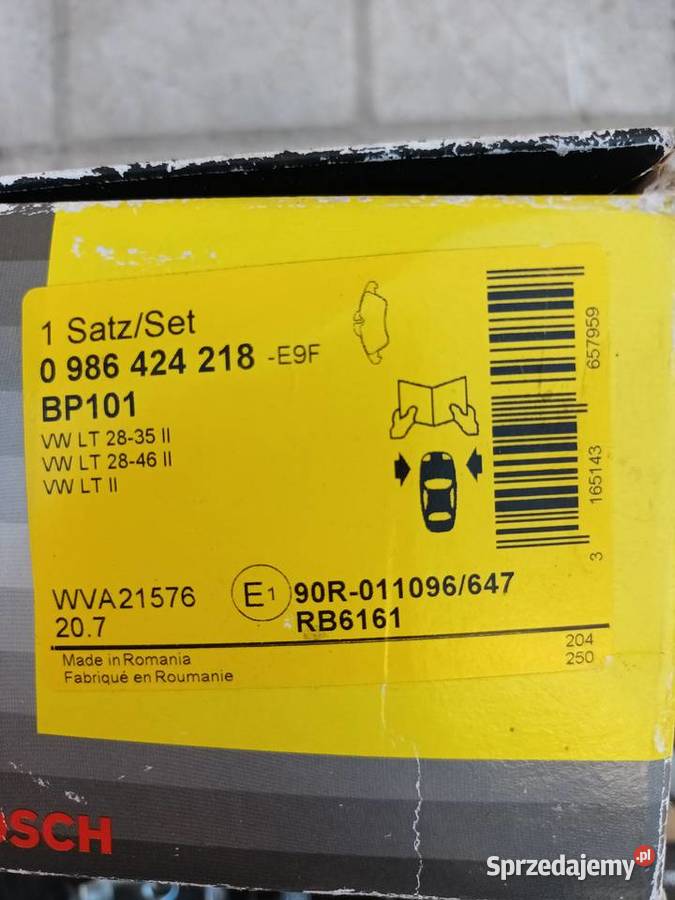 1 Satz/Set
0 986 424 218 -E9F
BP101
VW LT 28-35 II
VW LT 28-46 II
VW LT II
3 165143 657959
WVA21576
20.7
E1 90R-011096/647
RB6161
Made in Romania
Fabriqué en Roumanie
204
250
OSCH
Sprzedajemy.pl